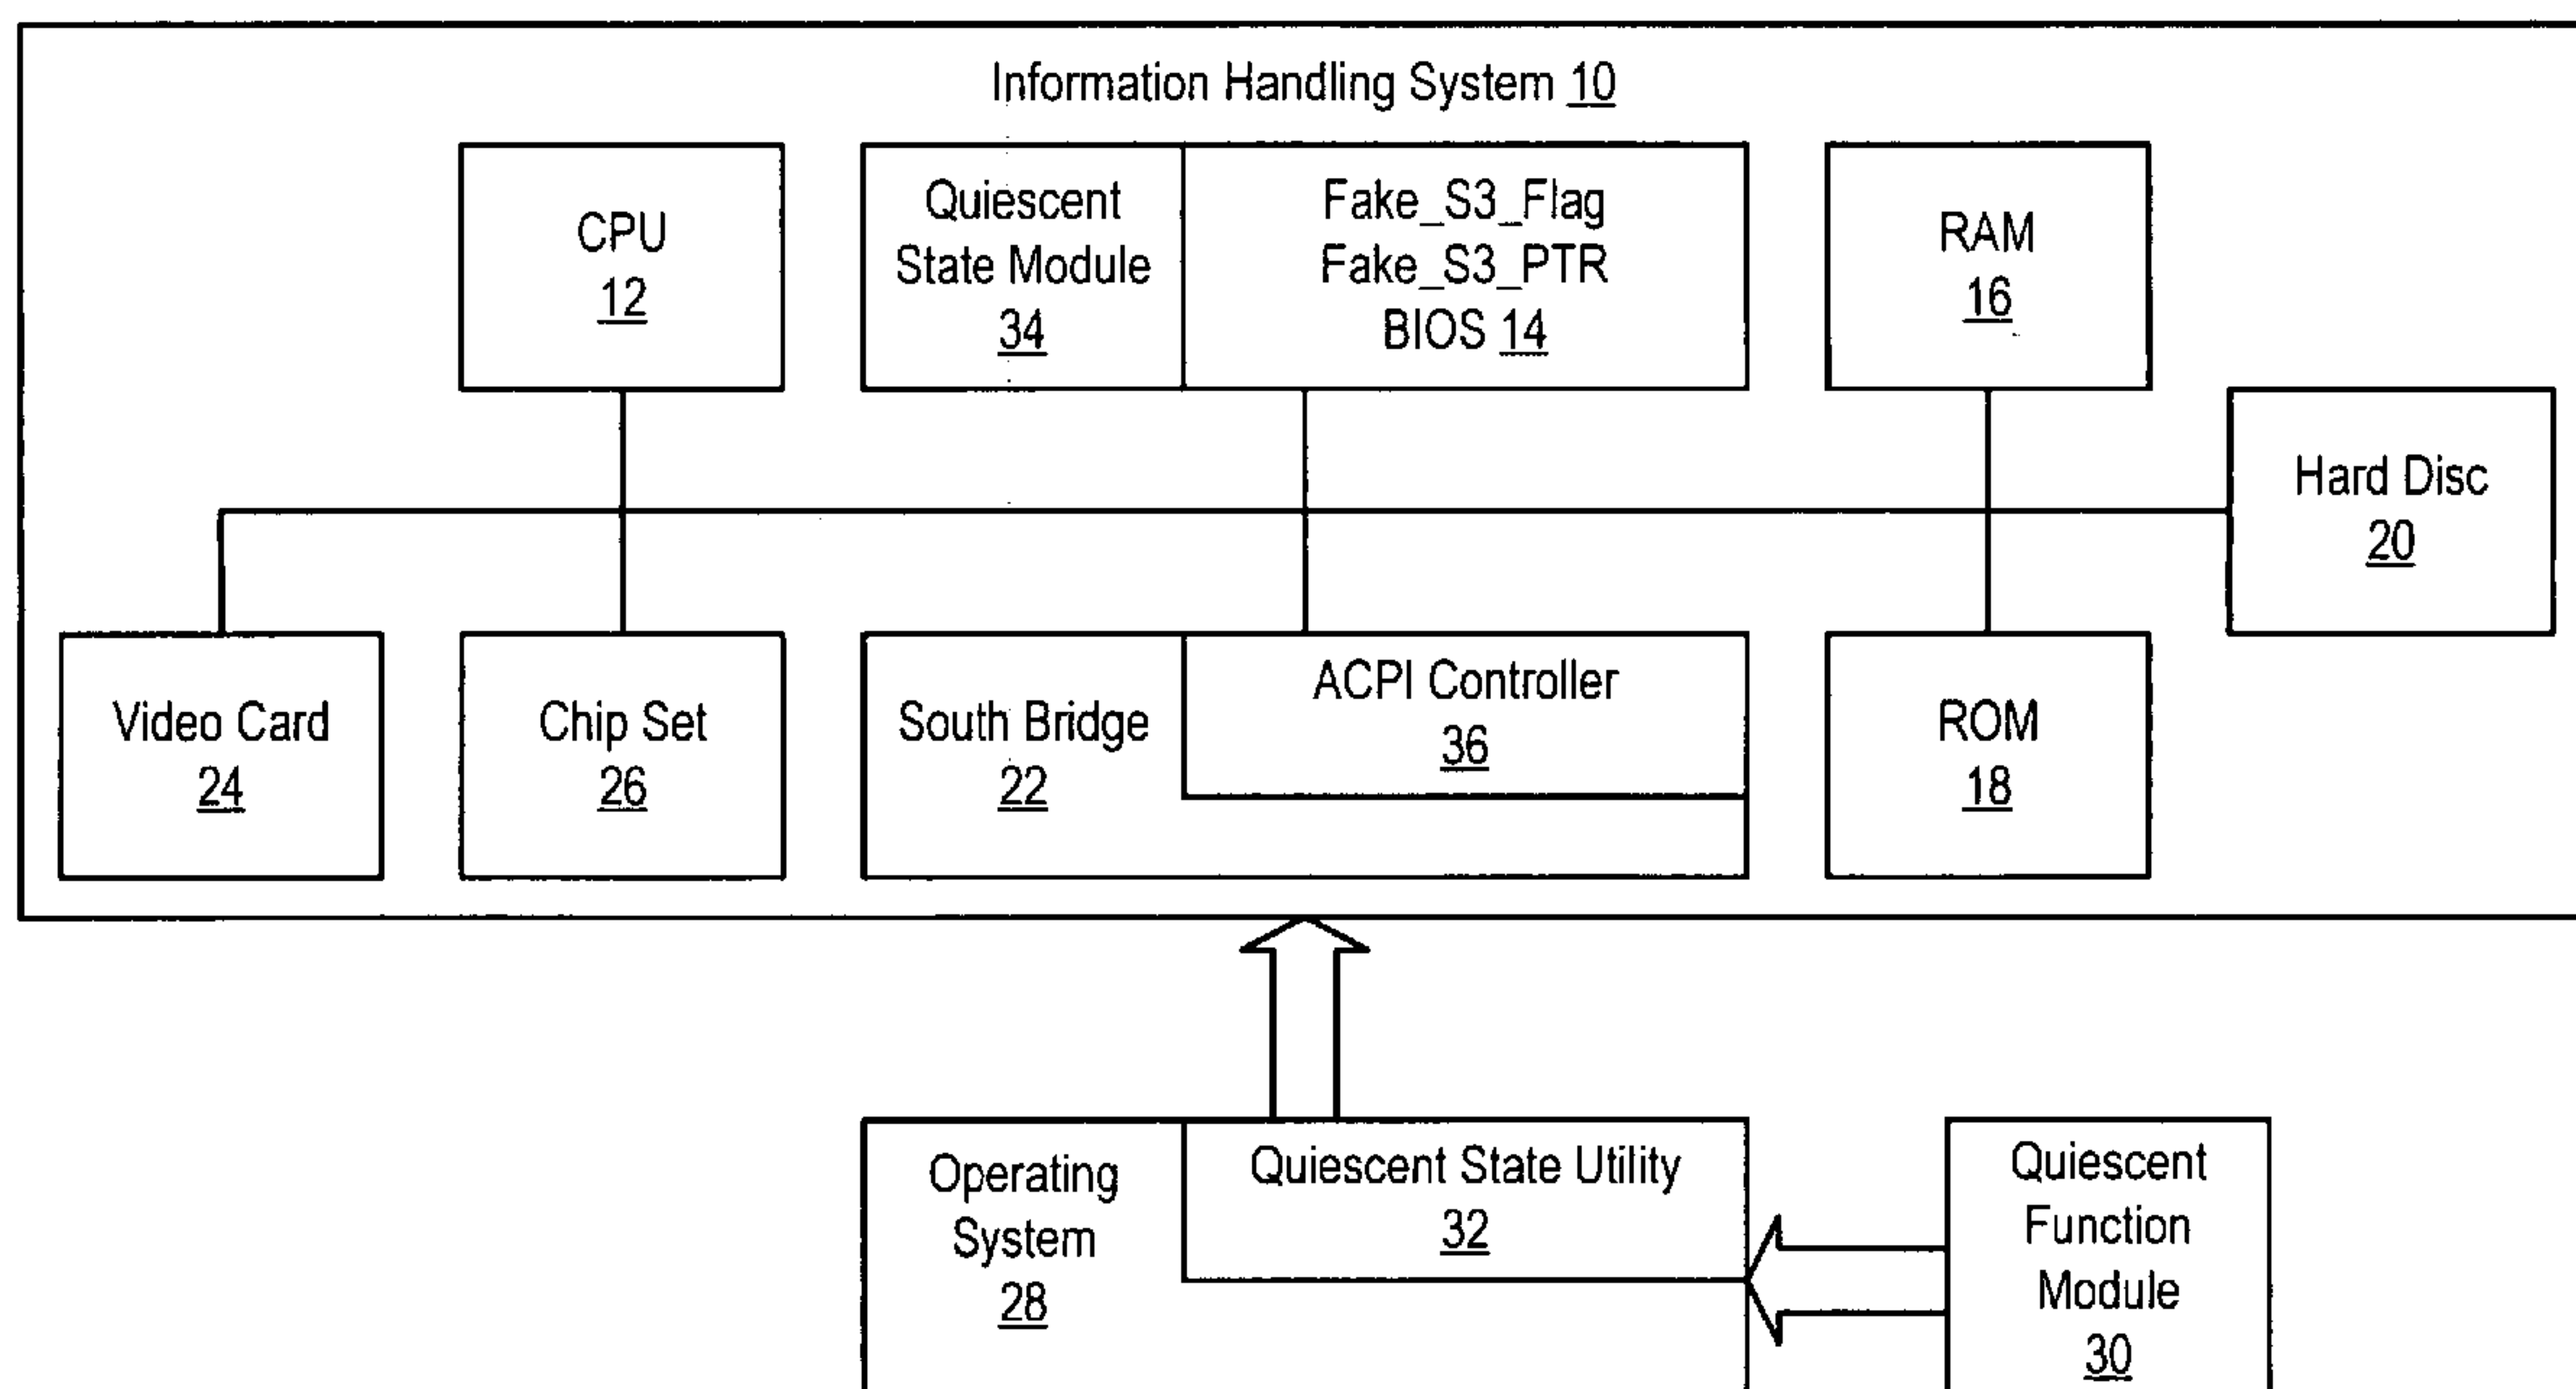 Information Handling System 10
CPU
12
Quiescent
State Module
34
Fake_S3_Flag
Fake_S3_PTR
BIOS 14
RAM
16
Hard Disc
20
Video Card
24
Chip Set
26
South Bridge
22
ACPI Controller
36
ROM
18
Operating
System
28
Quiescent State Utility
32
Quiescent
Function
Module
30